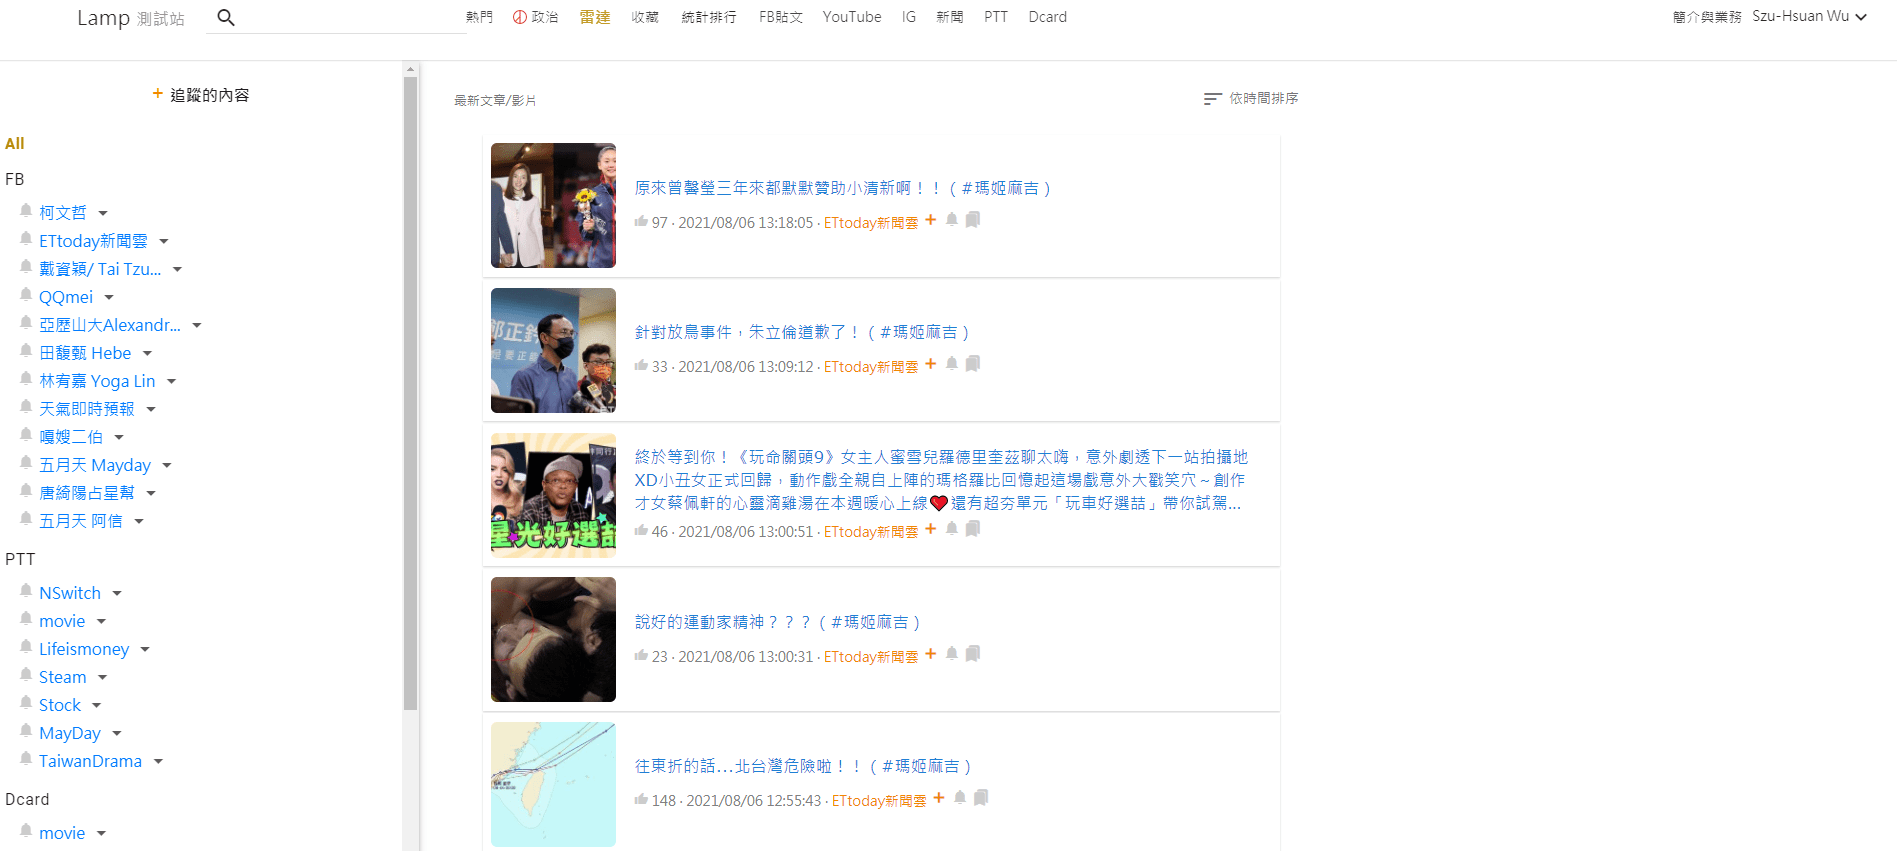 Lamp 測試站
熱門 政治 雷達 收藏 統計排行 FB貼文 YouTube IG 新聞 PTT Dcard
簡介與業務 Szu-Hsuan Wu
+ 追蹤的內容
All
FB
柯文哲
ETtoday新聞雲
戴資穎/ Tai Tzu...
QQmei
亞歷山大Alexandr...
田馥甄 Hebe
林宥嘉 Yoga Lin
天氣即時預報
嘎嫂二伯
五月天 Mayday
唐綺陽占星幫
五月天 阿信
PTT
NSwitch
movie
Lifeismoney
Steam
Stock
MayDay
TaiwanDrama
Dcard
movie
最新文章/影片
依時間排序
原來曾馨瑩三年來都默默贊助小清新啊！！（#瑪姬麻吉）
97 · 2021/08/06 13:18:05 · ETtoday新聞雲 +
針對放鳥事件，朱立倫道歉了！（#瑪姬麻吉）
33 · 2021/08/06 13:09:12 · ETtoday新聞雲 +
終於等到你！《玩命關頭9》女主人蜜雪兒羅德里奎茲聊太嗨，意外劇透下一站拍攝地
XD小丑女正式回歸，動作戲全親自上陣的瑪格羅比回憶起這場戲意外大戳笑穴～創作
才女蔡佩軒的心靈滴雞湯在本週暖心上線❤還有超夯單元「玩車好選喆」帶你試駕...
星光好選喆
46 · 2021/08/06 13:00:51 · ETtoday新聞雲 +
說好的運動家精神？？？（#瑪姬麻吉）
23 · 2021/08/06 13:00:31 · ETtoday新聞雲 +
往東折的話...北台灣危險啦！！（#瑪姬麻吉）
148 · 2021/08/06 12:55:43 · ETtoday新聞雲 +